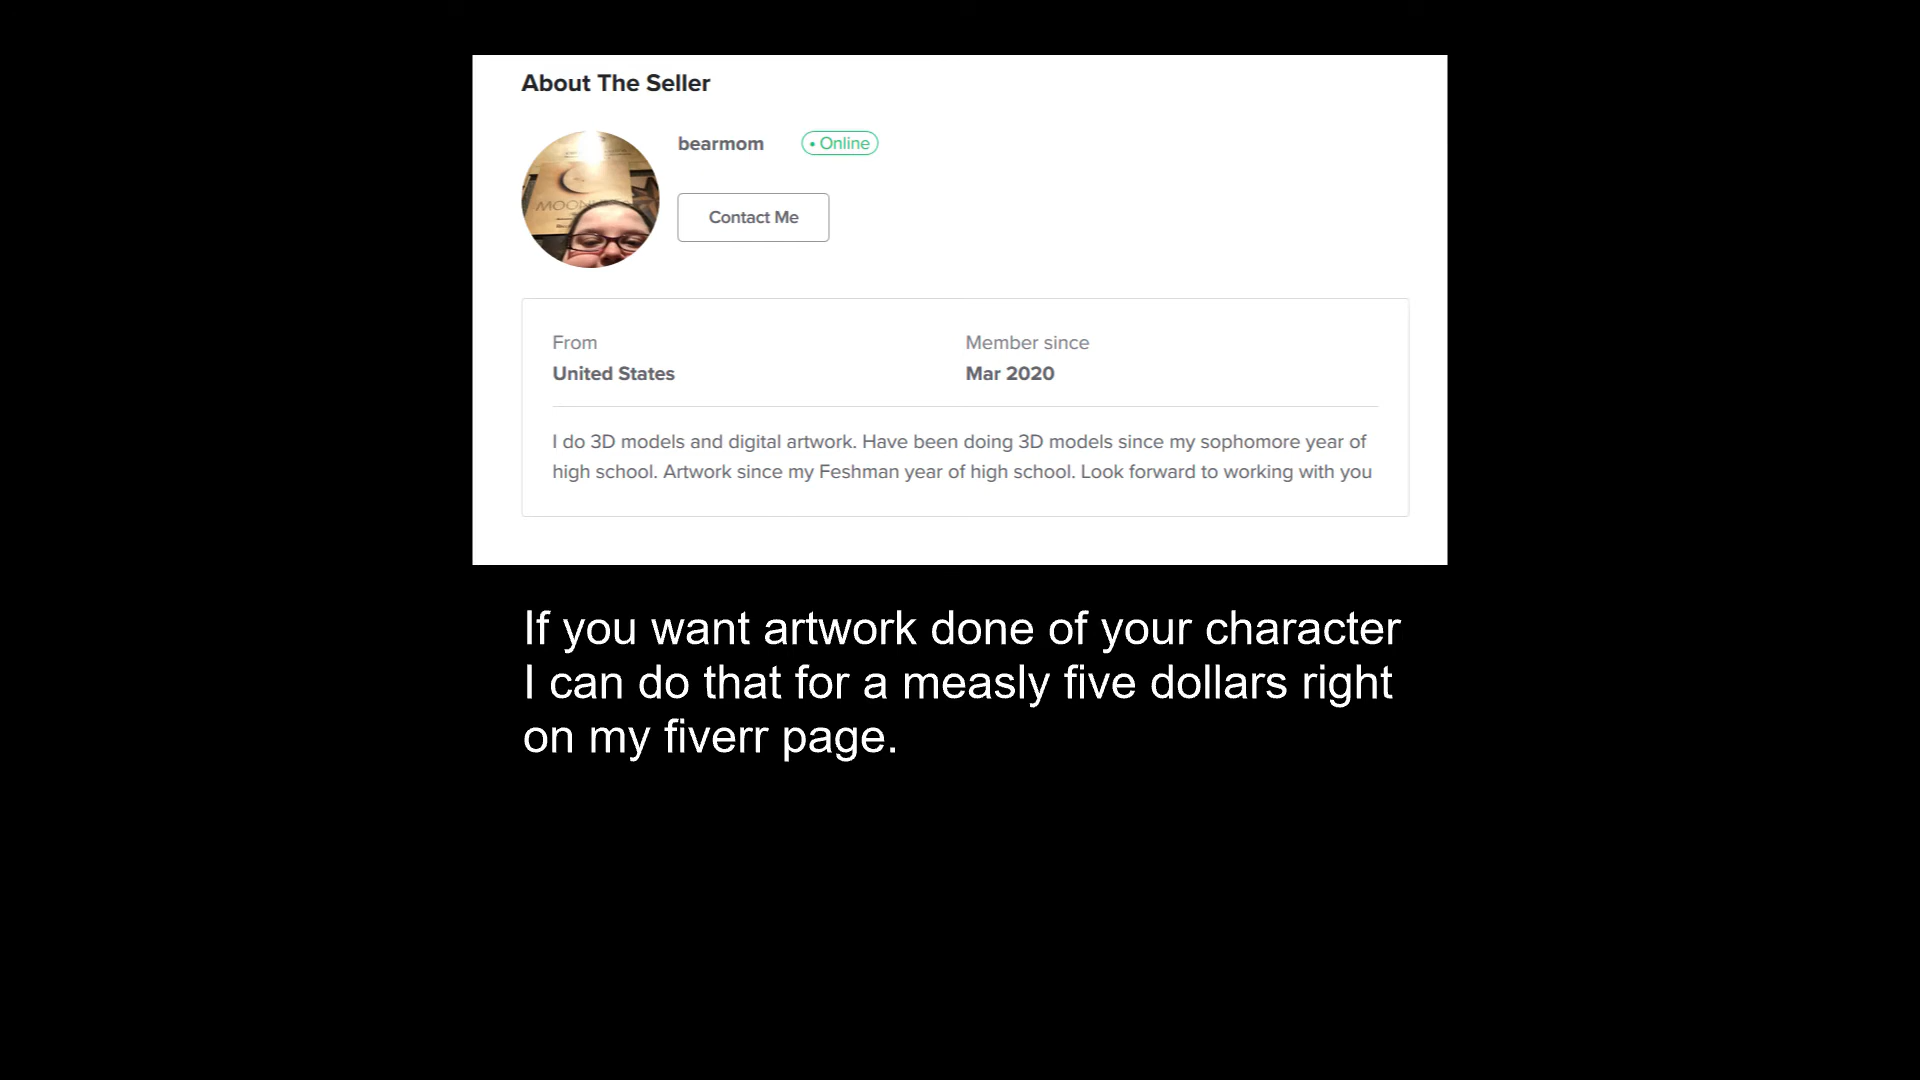 About The Seller
bearmom
• Online
MOON
Contact Me
From
Member since
United States
Mar 2020
I do 3D models and digital artwork. Have been doing 3D models since my sophomore year of
high school. Artwork since my Feshman year of high school. Look forward to working with you
If you want artwork done of your character
I can do that for a measly five dollars right
on my fiverr page.